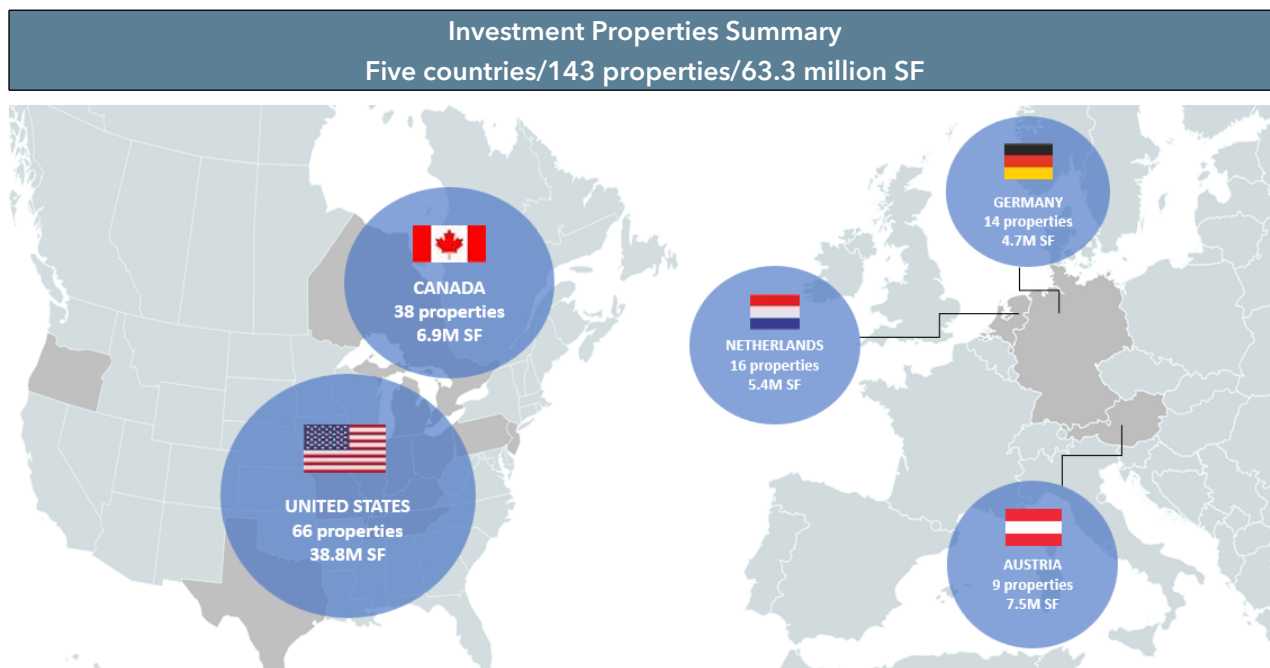 Investment Properties Summary
Five countries/143 properties/63.3 million SF
CANADA
38 properties
6.9M SF
UNITED STATES
66 properties
38.8M SF
GERMANY
14 properties
4.7M SF
NETHERLANDS
16 properties
5.4M SF
AUSTRIA
9 properties
7.5M SF